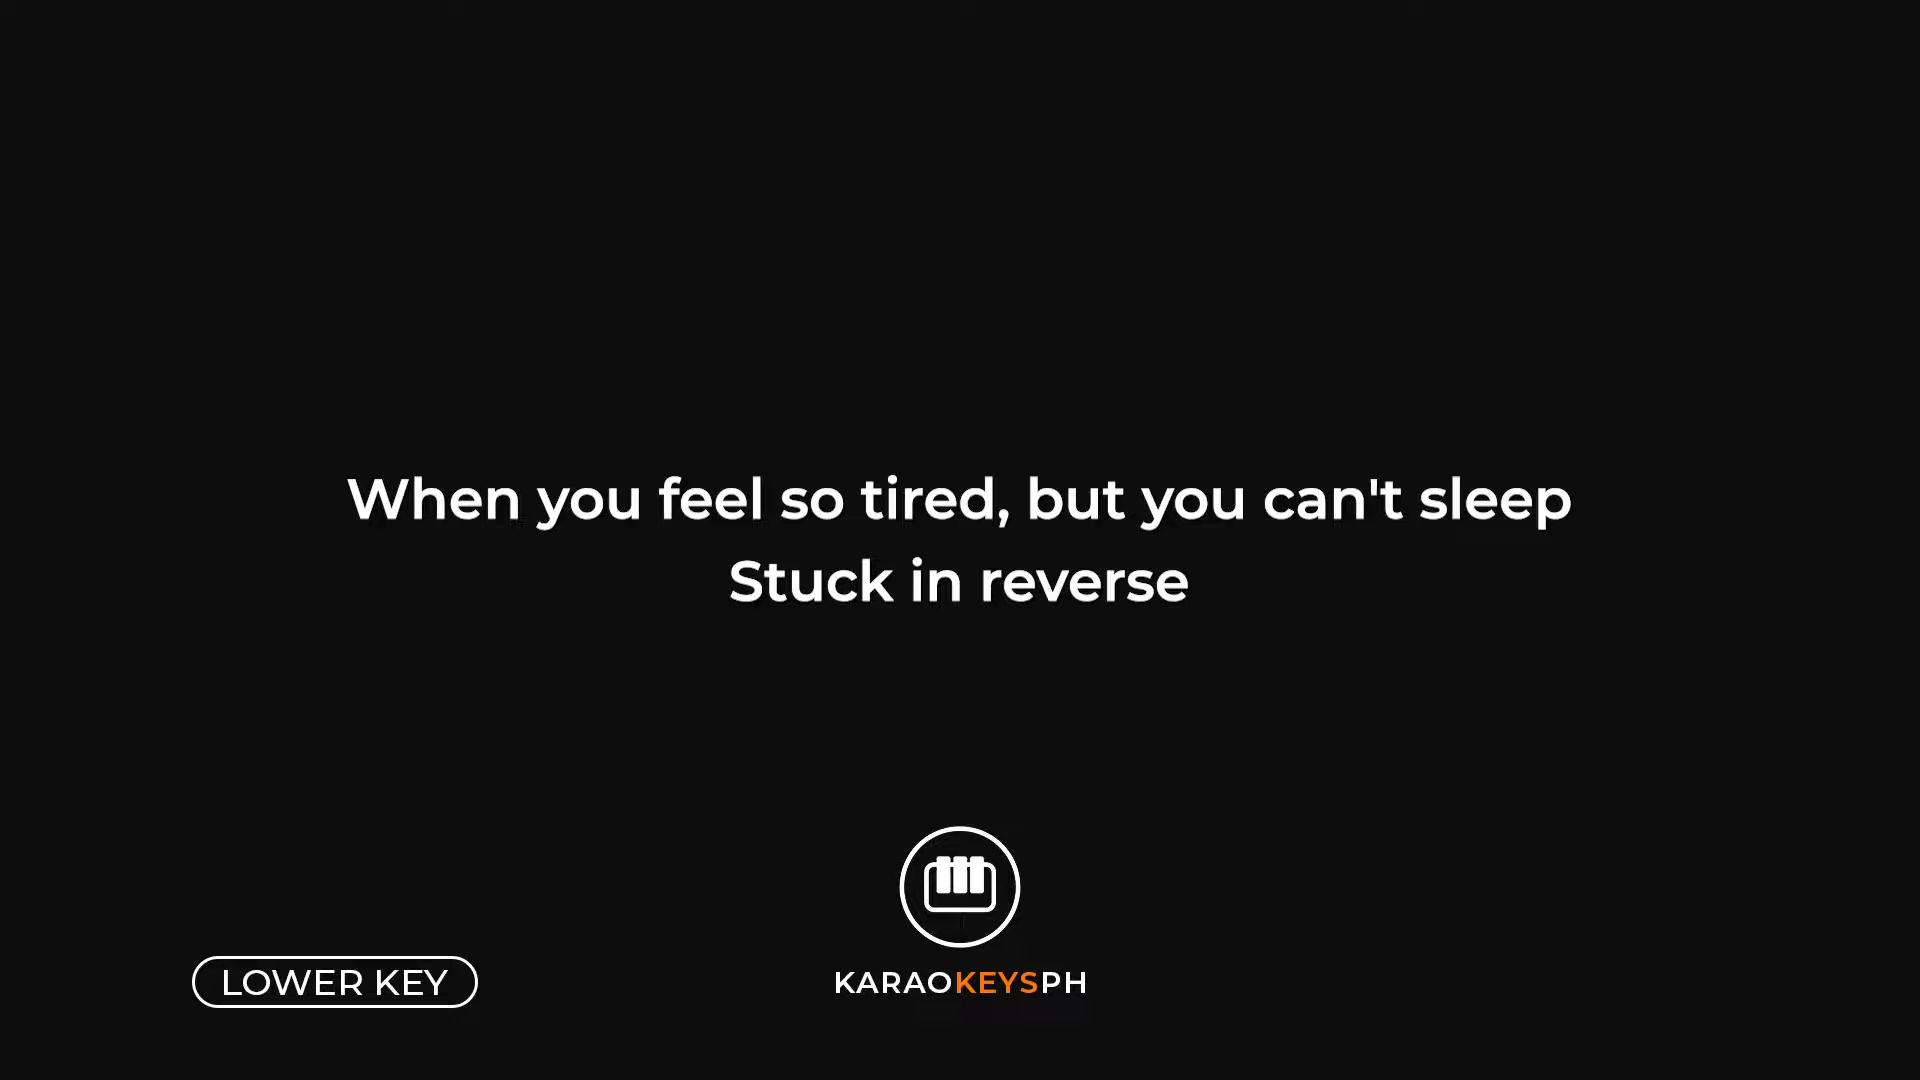 When you feel so tired, but you can't sleep
Stuck in reverse
LOWER KEY
KARAOKEYSPH